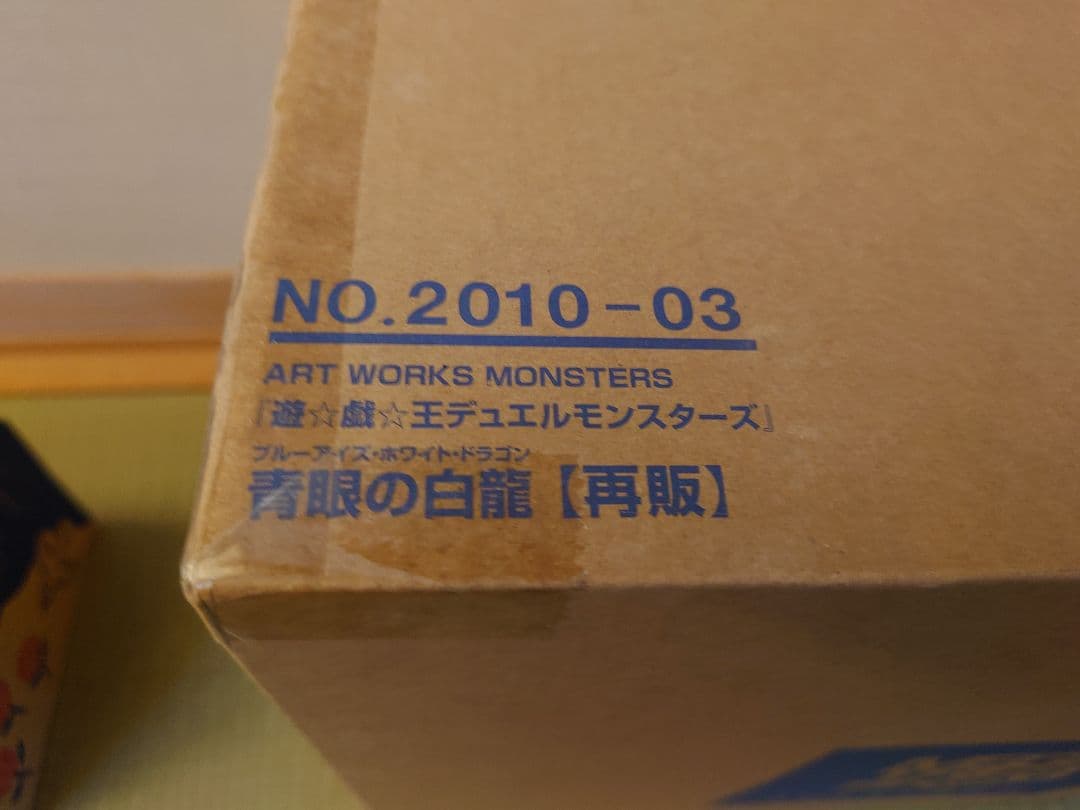 NO.2010-03
ART WORKS MONSTERS
『遊☆戯☆王デュエルモンスターズ』
ブルーアイズ・ホワイト・ドラゴン
青眼の白龍【再販】